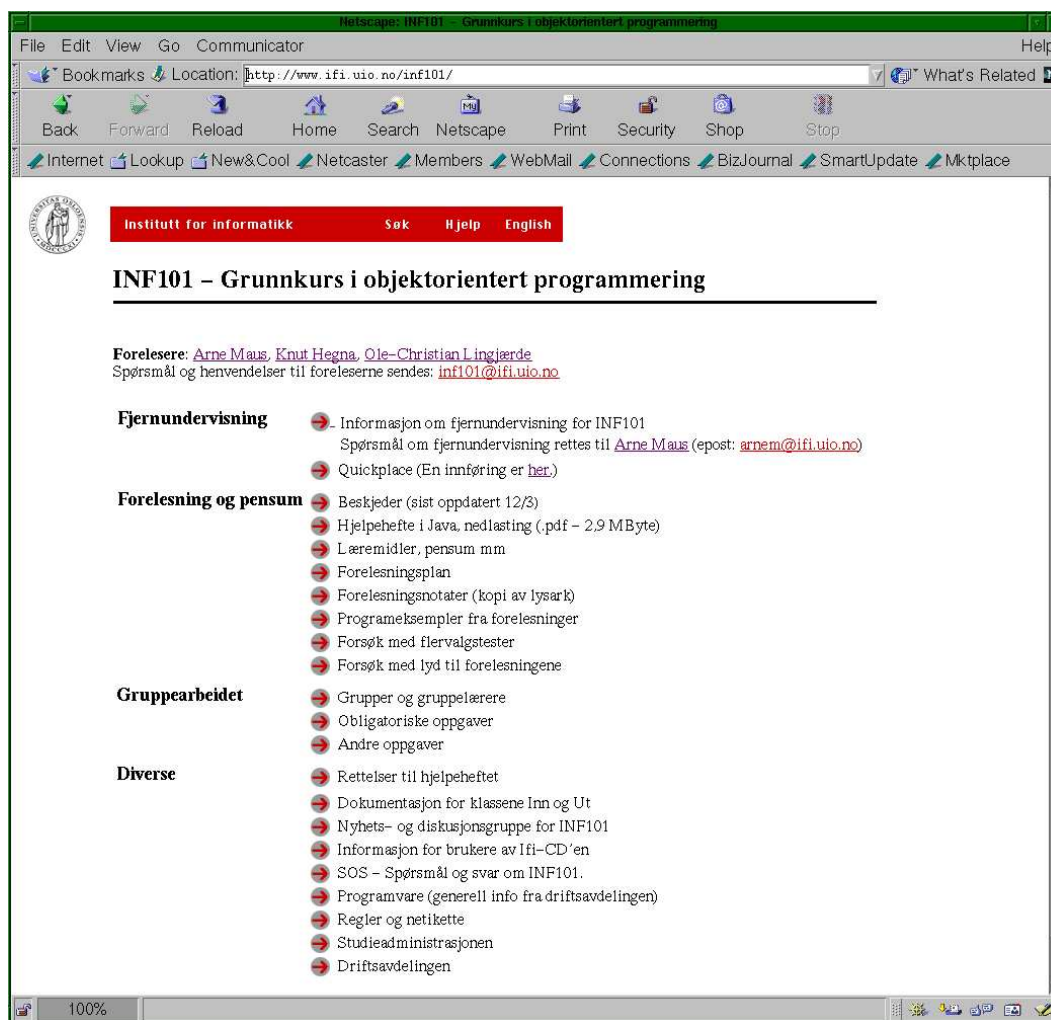 Netscape: INF101 – Grunnkurs i objektorientert programmering
File Edit View Go Communicator Help
Bookmarks Location: http://www.ifi.uio.no/inf101/ What's Related
Back Forward Reload Home Search Netscape Print Security Shop Stop
Internet Lookup New&Cool Netcaster Members WebMail Connections BizJournal SmartUpdate Mktplace
Institutt for informatikk Søk Hjelp English
INF101 – Grunnkurs i objektorientert programmering
Forelesere: Arne Maus, Knut Hegna, Ole–Christian Lingjærde
Spørsmål og henvendelser til foreleserne sendes: inf101@ifi.uio.no
Fjernundervisning Informasjon om fjernundervisning for INF101
Spørsmål om fjernundervisning rettes til Arne Maus (epost: arnem@ifi.uio.no)
Quickplace (En innføring er her.)
Forelesning og pensum Beskjeder (sist oppdatert 12/3)
Hjelpehefte i Java, nedlasting (.pdf – 2,9 MByte)
Læremidler, pensum mm
Forelesningsplan
Forelesningsnotater (kopi av lysark)
Programeksempler fra forelesninger
Forsøk med flervalgstester
Forsøk med lyd til forelesningene
Gruppearbeidet Grupper og gruppelærere
Obligatoriske oppgaver
Andre oppgaver
Diverse Rettelser til hjelpeheftet
Dokumentasjon for klassene Inn og Ut
Nyhets– og diskusjonsgruppe for INF101
Informasjon for brukere av Ifi–CD'en
SOS – Spørsmål og svar om INF101.
Programvare (generell info fra driftsavdelingen)
Regler og netikette
Studieadministrasjonen
Driftsavdelingen
100%